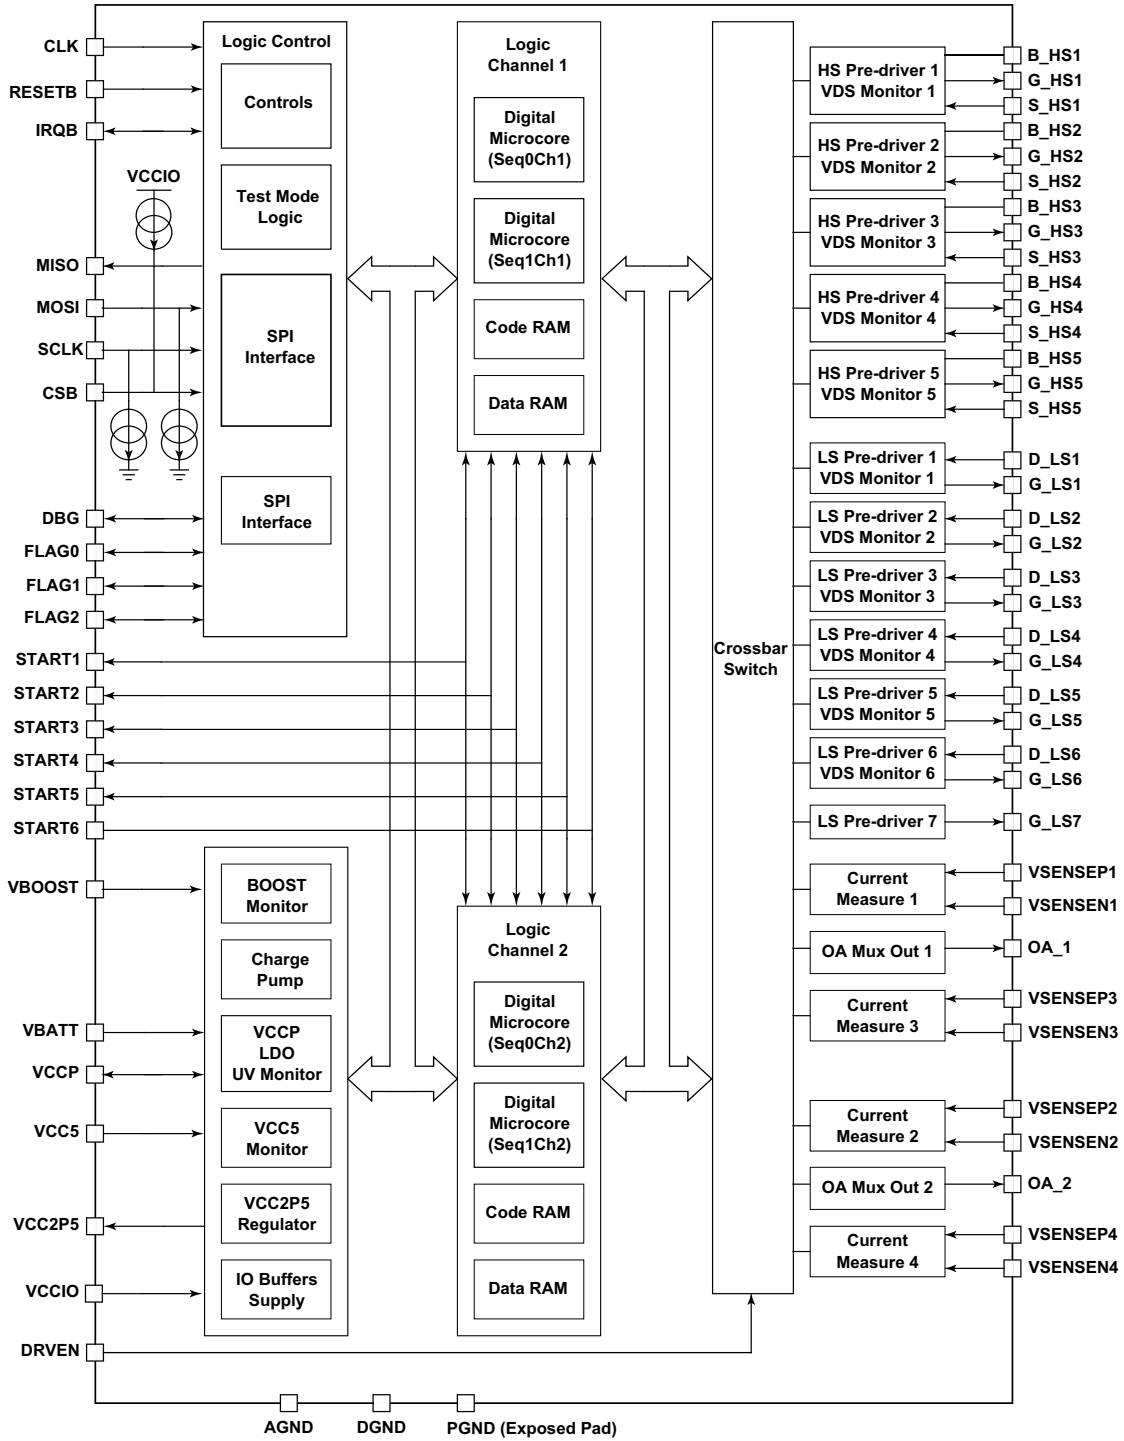 CLK
RESETB
IRQB
VCCIO
MISO
MOSI
SCLK
CSB
DBG
FLAG0
FLAG1
FLAG2
START1
START2
START3
START4
START5
START6
VBOOST
VBATT
VCCP
VCC5
VCC2P5
VCCIO
DRVEN
Logic Control
Controls
Test Mode
Logic
SPI
Interface
SPI
Interface
BOOST
Monitor
Charge
Pump
VCCP
LDO
UV Monitor
VCC5
Monitor
VCC2P5
Regulator
IO Buffers
Supply
Logic
Channel 1
Digital
Microcore
(Seq0Ch1)
Digital
Microcore
(Seq1Ch1)
Code RAM
Data RAM
Logic
Channel 2
Digital
Microcore
(Seq0Ch2)
Digital
Microcore
(Seq1Ch2)
Code RAM
Data RAM
Crossbar
Switch
HS Pre-driver 1
VDS Monitor 1
HS Pre-driver 2
VDS Monitor 2
HS Pre-driver 3
VDS Monitor 3
HS Pre-driver 4
VDS Monitor 4
HS Pre-driver 5
VDS Monitor 5
LS Pre-driver 1
VDS Monitor 1
LS Pre-driver 2
VDS Monitor 2
LS Pre-driver 3
VDS Monitor 3
LS Pre-driver 4
VDS Monitor 4
LS Pre-driver 5
VDS Monitor 5
LS Pre-driver 6
VDS Monitor 6
LS Pre-driver 7
Current
Measure 1
OA Mux Out 1
Current
Measure 3
Current
Measure 2
OA Mux Out 2
Current
Measure 4
B_HS1
G_HS1
S_HS1
B_HS2
G_HS2
S_HS2
B_HS3
G_HS3
S_HS3
B_HS4
G_HS4
S_HS4
B_HS5
G_HS5
S_HS5
D_LS1
G_LS1
D_LS2
G_LS2
D_LS3
G_LS3
D_LS4
G_LS4
D_LS5
G_LS5
D_LS6
G_LS6
G_LS7
VSENSEP1
VSENSEN1
OA_1
VSENSEP3
VSENSEN3
VSENSEP2
VSENSEN2
OA_2
VSENSEP4
VSENSEN4
AGND
DGND
PGND (Exposed Pad)